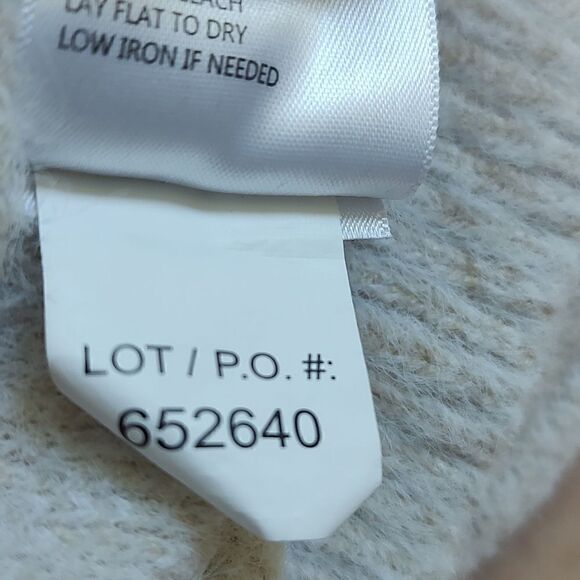 LAY FLAT TO DRY
LOW IRON IF NEEDED
LOT / P.O. #:
652640